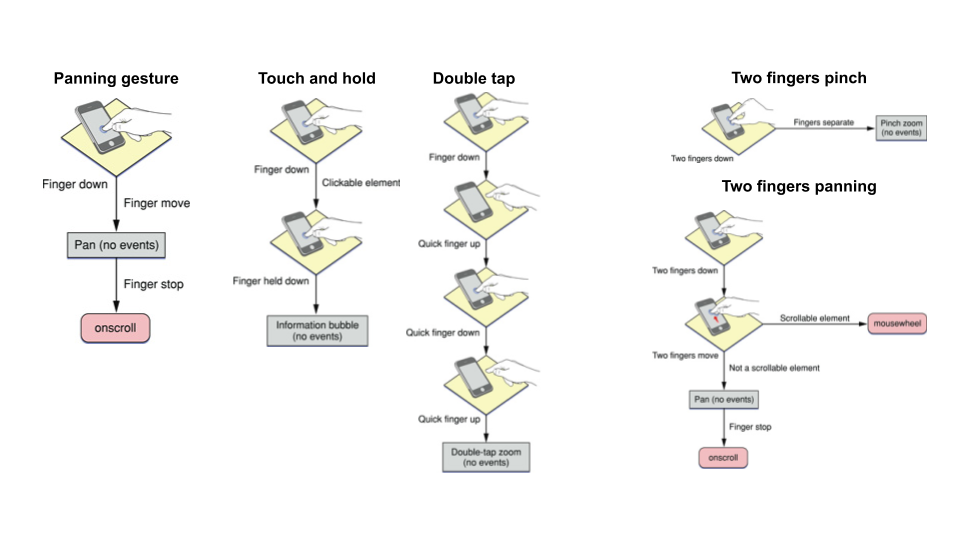 Panning gesture
Finger down
Finger move
Pan (no events)
Finger stop
onscroll
Touch and hold
Finger down
Clickable element
Finger held down
Information bubble
(no events)
Double tap
Finger down
Quick finger up
Quick finger down
Quick finger up
Double-tap zoom
(no events)
Two fingers pinch
Two fingers down
Fingers separate
Pinch zoom
(no events)
Two fingers panning
Two fingers down
Two fingers move
Scrollable element
mousewheel
Not a scrollable element
Pan (no events)
Finger stop
onscroll